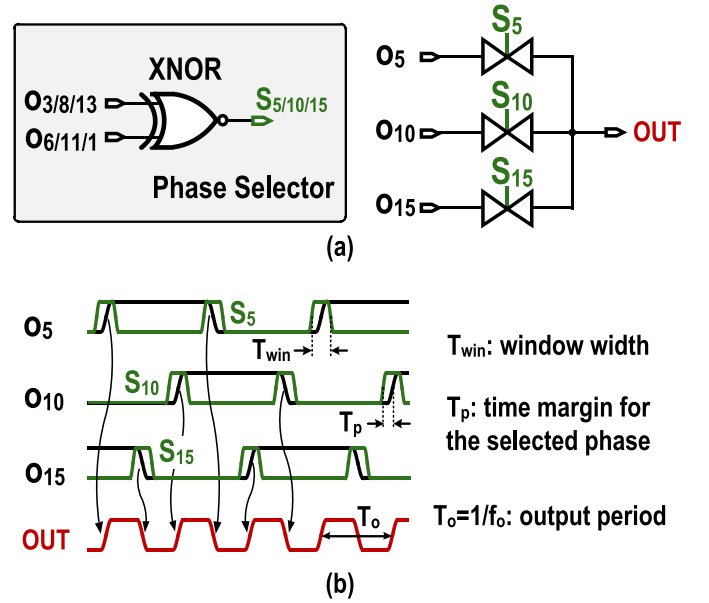 XNOR
O3/8/13
O6/11/1
S5/10/15
Phase Selector
O5
S5
O10
S10
OUT
O15
S15
(a)
O5
S5
Twin
Twin: window width
O10
S10
Tp
Tp: time margin for
the selected phase
O15
S15
To
To=1/fo: output period
OUT
(b)